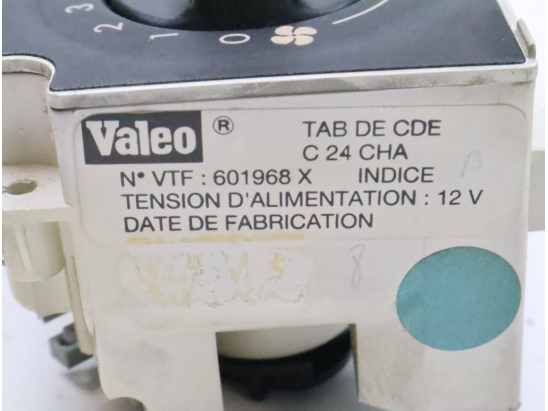 3 2 1 0
Valeo ® TAB DE CDE
C 24 CHA
N° VTF : 601968 X INDICE A
TENSION D'ALIMENTATION : 12 V
DATE DE FABRICATION
8